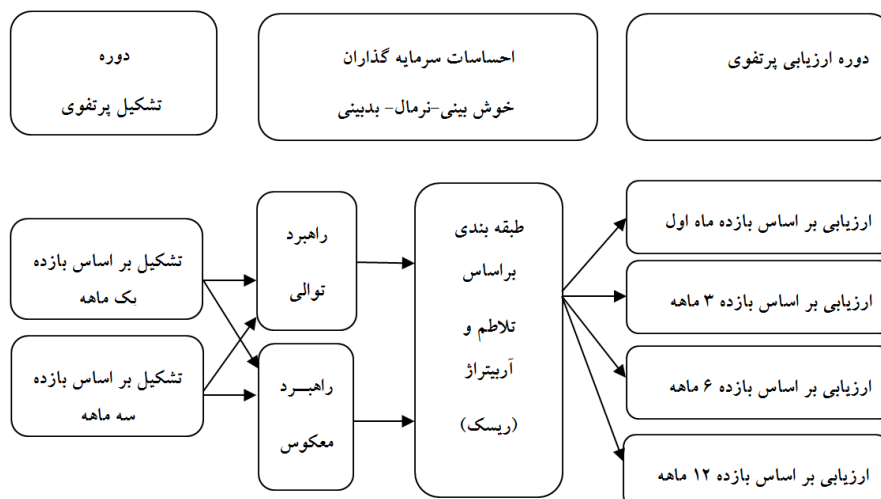 دوره
تشکیل پرتفوی
احساسات سرمایه گذاران
خوش بینی-نرمال- بدبینی
دوره ارزیابی پرتفوی
تشکیل بر اساس بازده
بک ماهه
تشکیل بر اساس بازده
سه ماهه
راهبرد
توالی
راهبــرد
معکوس
طبقه بندی
براساس
تلاطم و
آربیتراژ
(ریسک)
ارزیابی بر اساس بازده ماه اول
ارزیابی بر اساس بازده ۳ ماهه
ارزیابی بر اساس بازده ۶ ماهه
ارزیابی بر اساس بازده ۱۲ ماهه